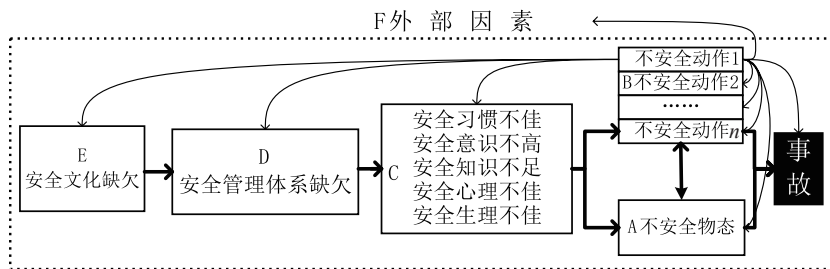 F外部因素
不安全动作1
B不安全动作2
……
不安全动作n
E
安全文化缺欠
D
安全管理体系缺欠
C
安全习惯不佳
安全意识不高
安全知识不足
安全心理不佳
安全生理不佳
A不安全物态
事故